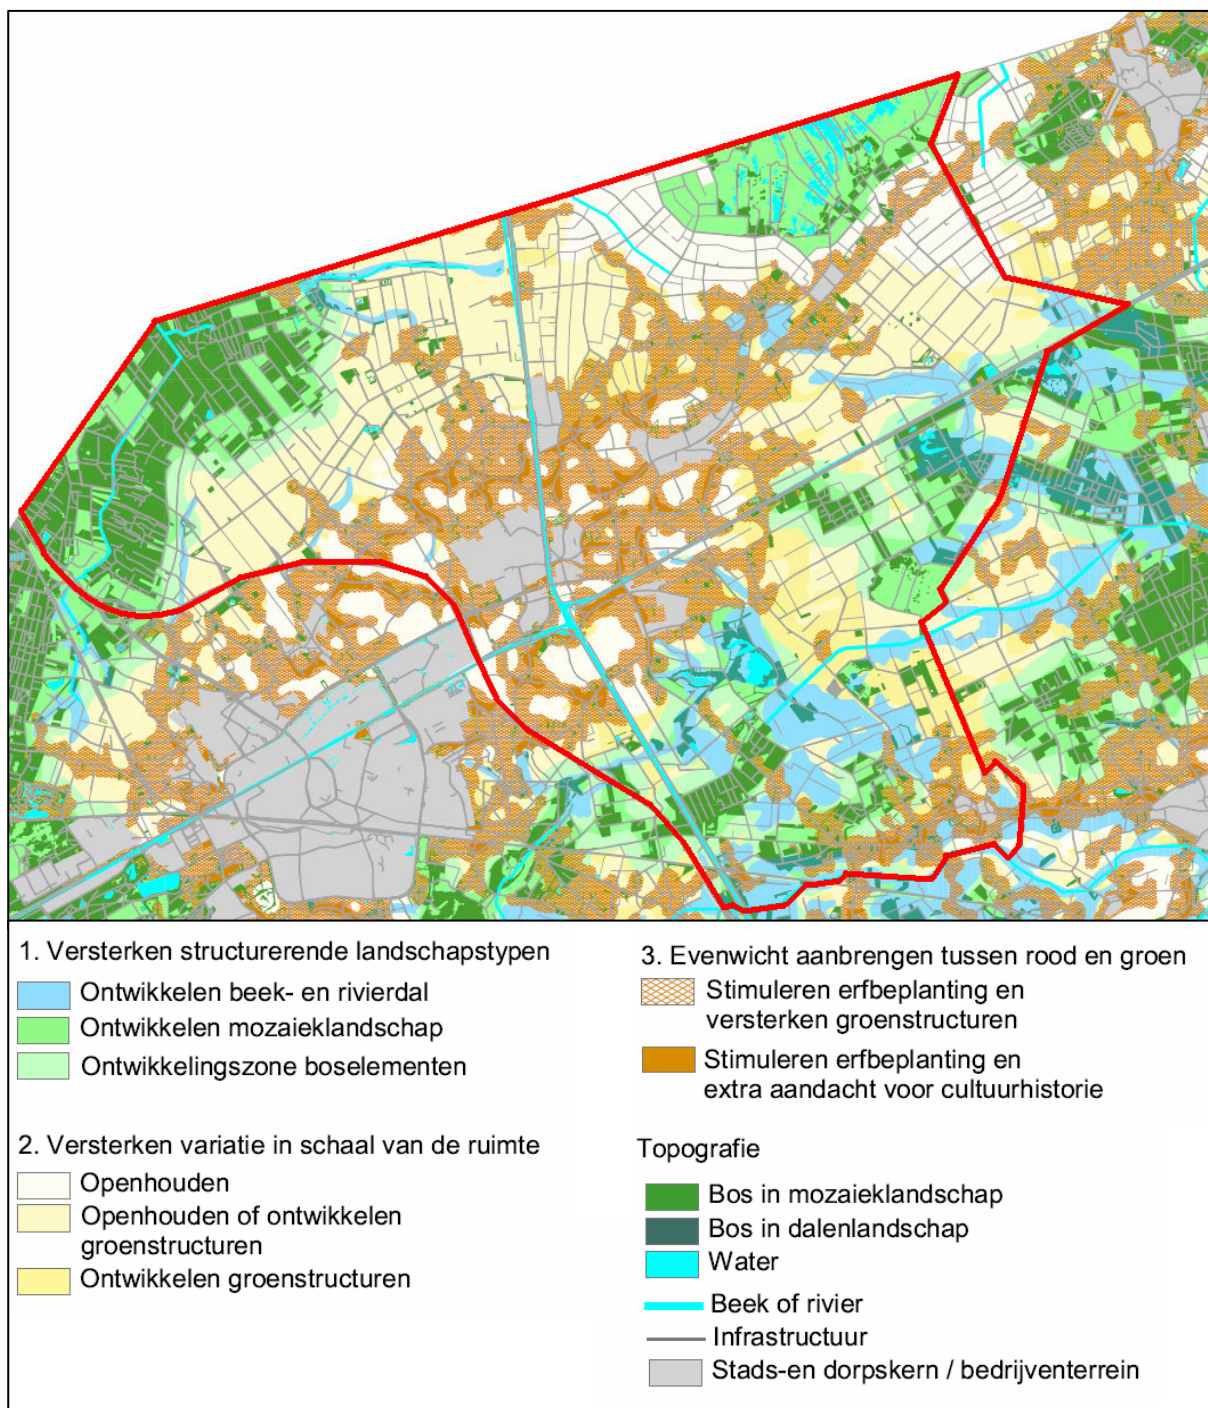 1. Versterken structurerende landschapstypen
Ontwikkelen beek- en rivierdal
Ontwikkelen mozaieklandschap
Ontwikkelingszone boselementen
2. Versterken variatie in schaal van de ruimte
Openhouden
Openhouden of ontwikkelen
groenstructuren
Ontwikkelen groenstructuren
3. Evenwicht aanbrengen tussen rood en groen
Stimuleren erfbeplanting en
versterken groenstructuren
Stimuleren erfbeplanting en
extra aandacht voor cultuurhistorie
Topografie
Bos in mozaieklandschap
Bos in dalenlandschap
Water
Beek of rivier
Infrastructuur
Stads-en dorpskern / bedrijventerrein